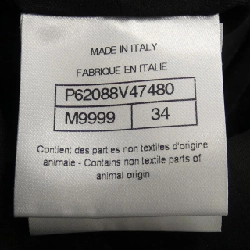 MADE IN ITALY
FABRIQUE EN ITALIE
P62088V47480
M9999 34
Contient des parties non textiles d'origine
animale - Contains non textile parts of
animal origin